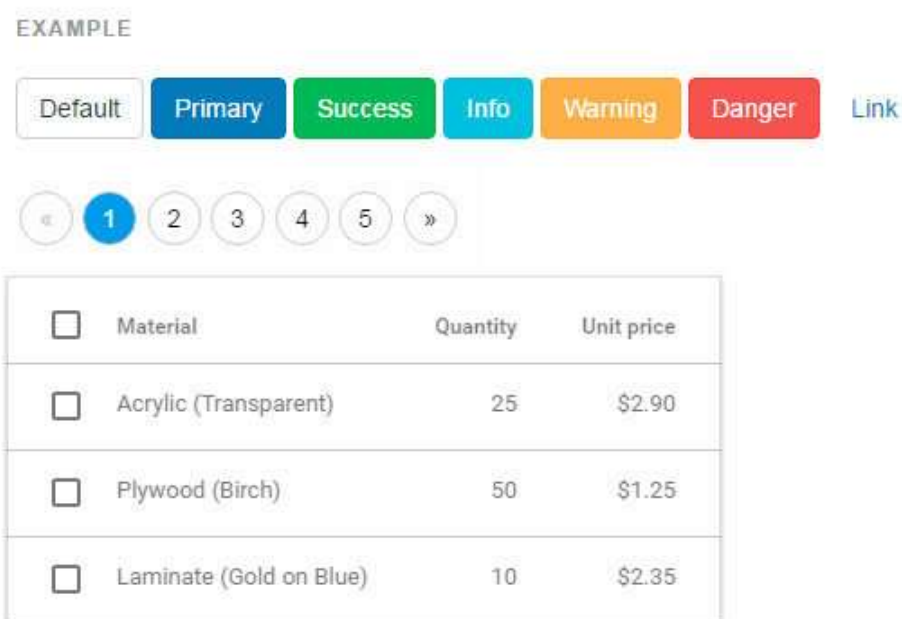 EXAMPLE
Default Primary Success Info Warning Danger Link
« 1 2 3 4 5 »
Material Quantity Unit price
Acrylic (Transparent) 25 $2.90
Plywood (Birch) 50 $1.25
Laminate (Gold on Blue) 10 $2.35